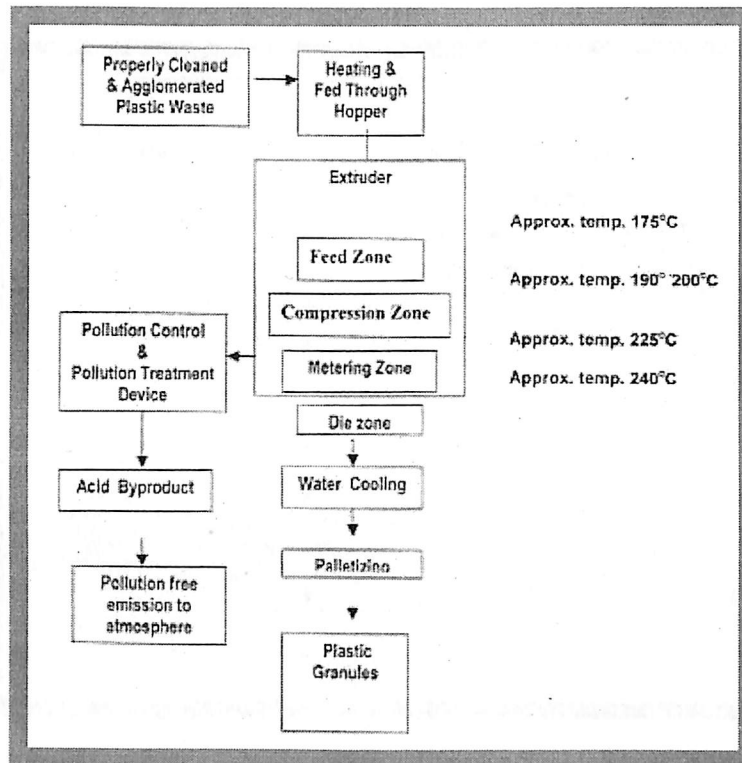 Properly Cleaned
& Agglomerated
Plastic Waste
Heating &
Fed Through
Hopper
Extruder
Approx. temp. 175°C
Feed Zone
Approx. temp. 190° 200°C
Compression Zone
Pollution Control
&
Pollution Treatment
Device
Approx. temp. 225°C
Metering Zone
Approx. temp. 240°C
Die zone
Acid Byproduct
Water Cooling
Palletizing
Pollution free
emission to
atmosphere
Plastic
Granules